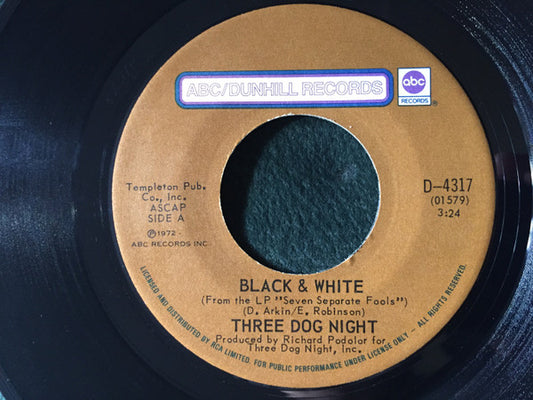 ABC/DUNHILL RECORDS
abc
RECORDS
®
Templeton Pub.
Co., Inc.
ASCAP
SIDE A
℗ 1972
ABC RECORDS INC.
D-4317
(01579)
3:24
BLACK & WHITE
(From the LP "Seven Separate Fools")
(D. Arkin/E. Robinson)
THREE DOG NIGHT
Produced by Richard Podolor for
Three Dog Night, Inc.
LICENSED AND DISTRIBUTED BY RCA LIMITED. FOR PUBLIC PERFORMANCE UNDER LICENSE ONLY - ALL RIGHTS RESERVED.